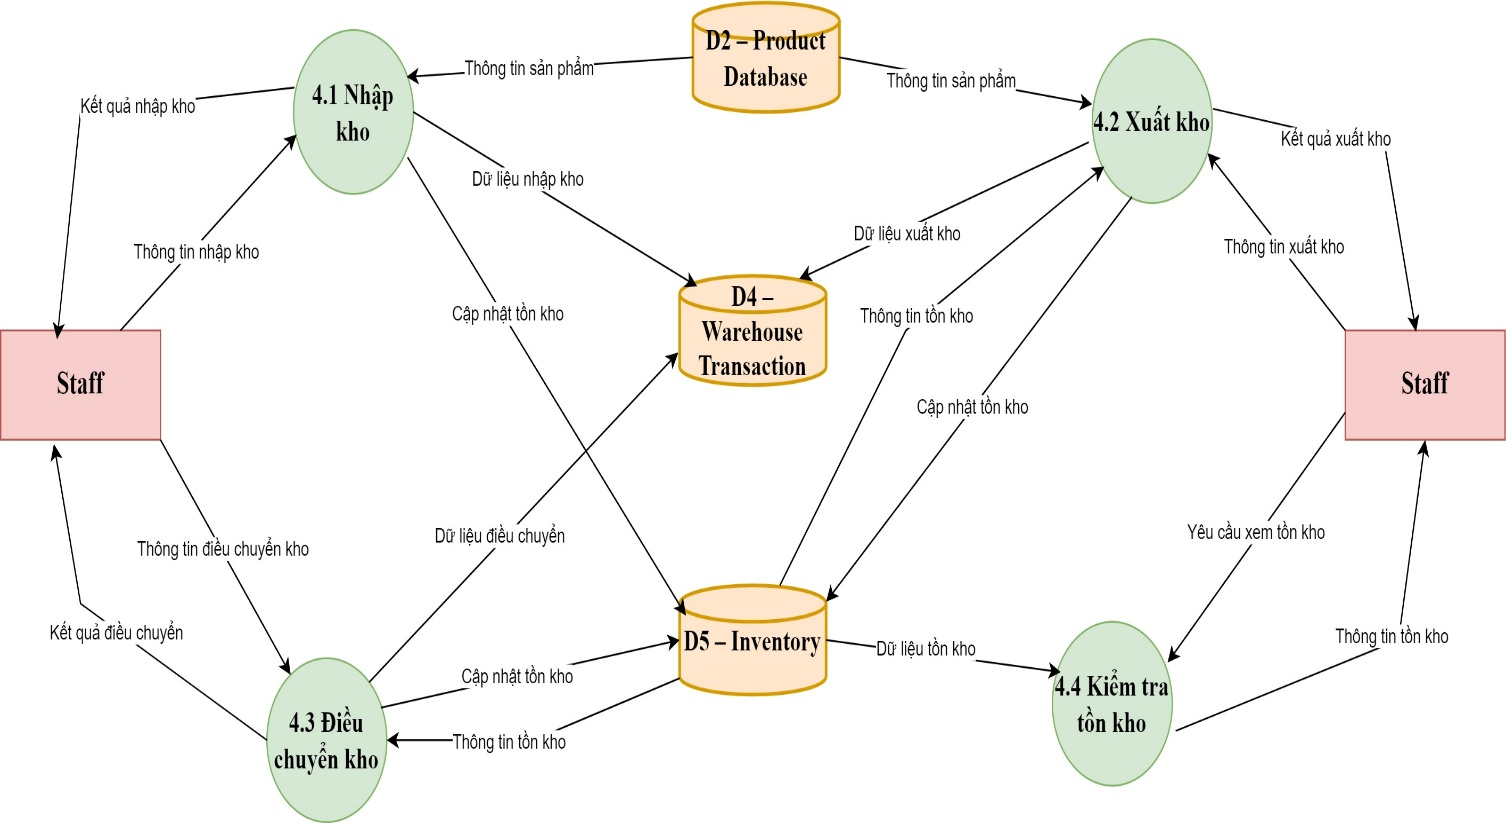 D2 – Product
Database
Thông tin sản phẩm
Thông tin sản phẩm
4.1 Nhập
kho
Kết quả nhập kho
4.2 Xuất kho
Kết quả xuất kho
Dữ liệu nhập kho
Dữ liệu xuất kho
Thông tin nhập kho
Thông tin xuất kho
D4 –
Warehouse
Transaction
Cập nhật tồn kho
Thông tin tồn kho
Staff
Staff
Cập nhật tồn kho
Dữ liệu điều chuyển
Thông tin điều chuyển kho
Yêu cầu xem tồn kho
Kết quả điều chuyển
D5 – Inventory
Dữ liệu tồn kho
Thông tin tồn kho
Cập nhật tồn kho
4.3 Điều
chuyển kho
Thông tin tồn kho
4.4 Kiểm tra
tồn kho